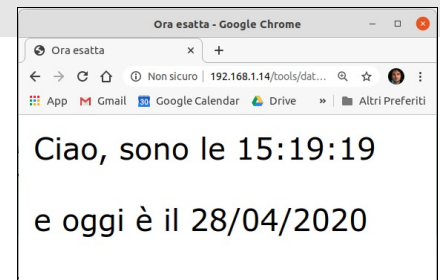 Ora esatta - Google Chrome
Ora esatta
Non sicuro | 192.168.1.14/tools/dat...
App Gmail Google Calendar Drive » Altri Preferiti
Ciao, sono le 15:19:19
e oggi è il 28/04/2020